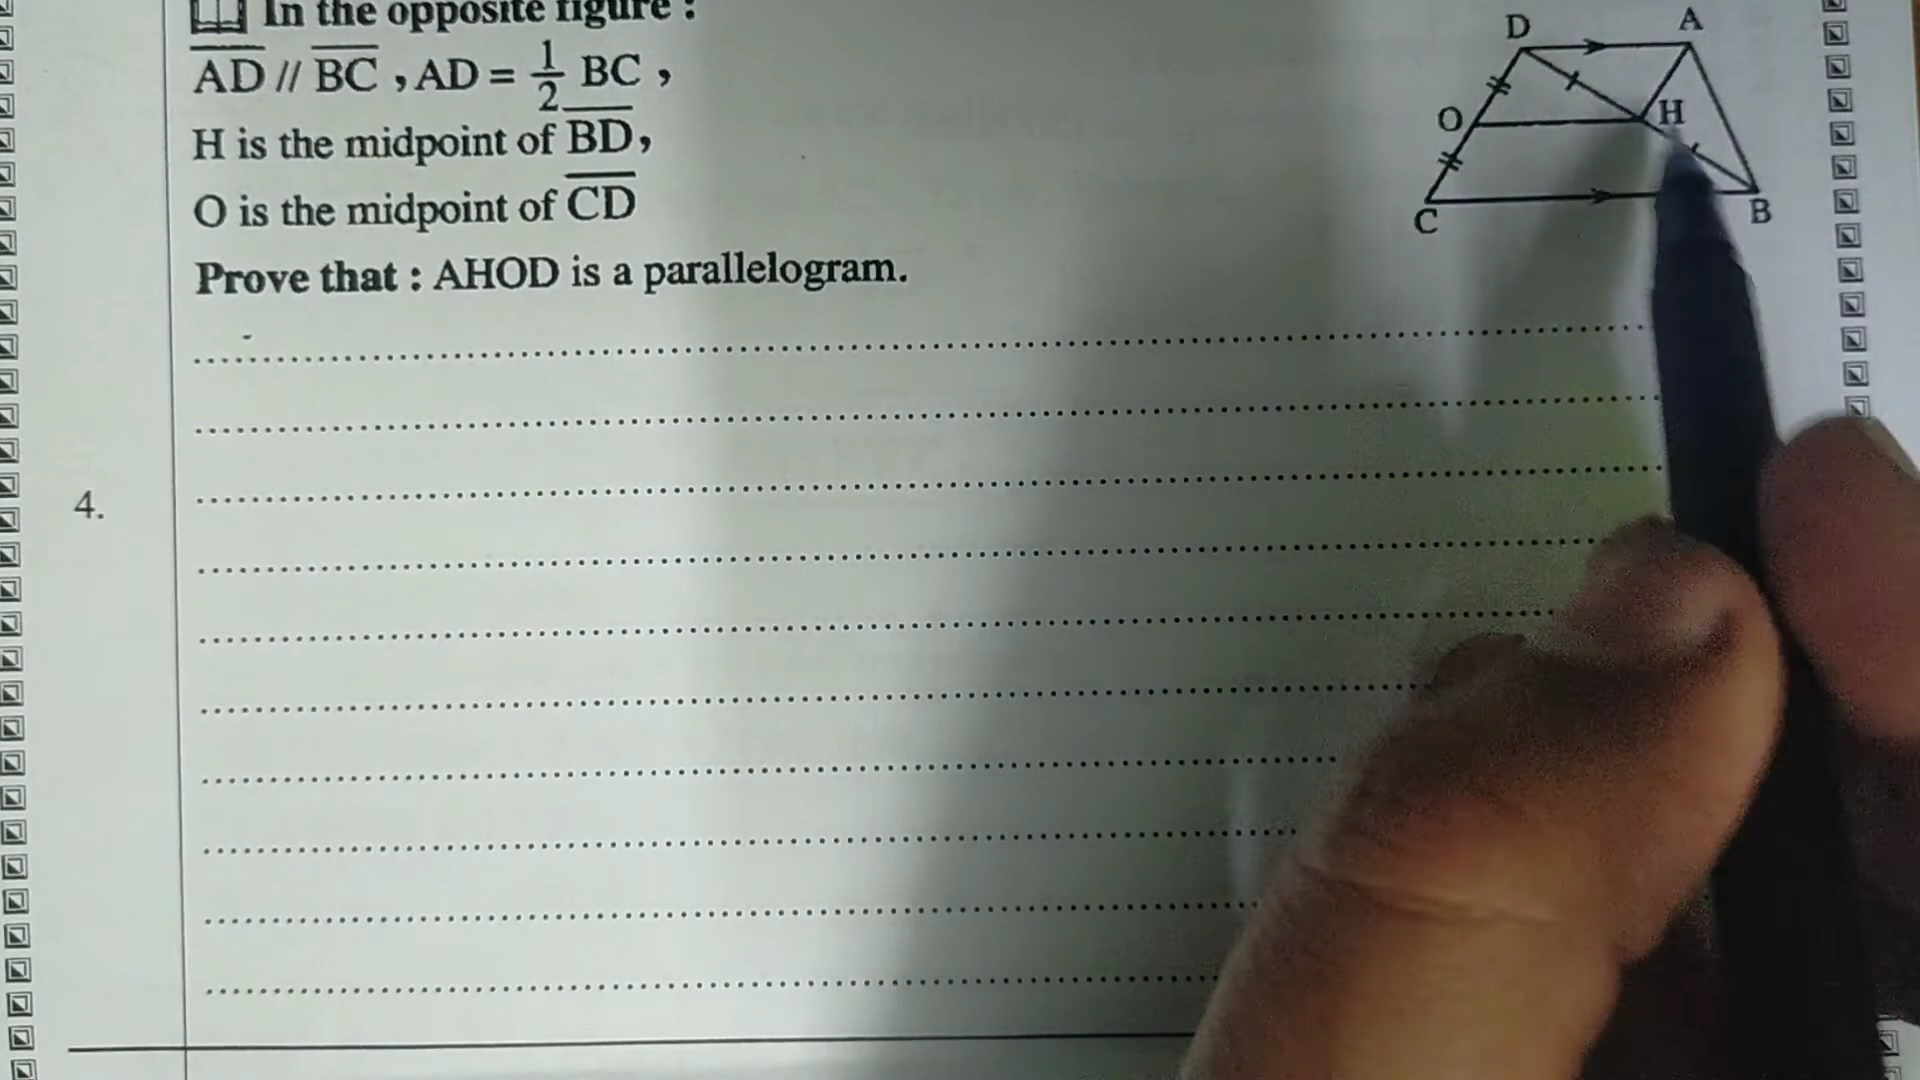 In the opposite figure :
AD // BC , AD = 1/2 BC ,
H is the midpoint of BD,
O is the midpoint of CD
Prove that : AHOD is a parallelogram.
4.
D
A
O
H
C
B